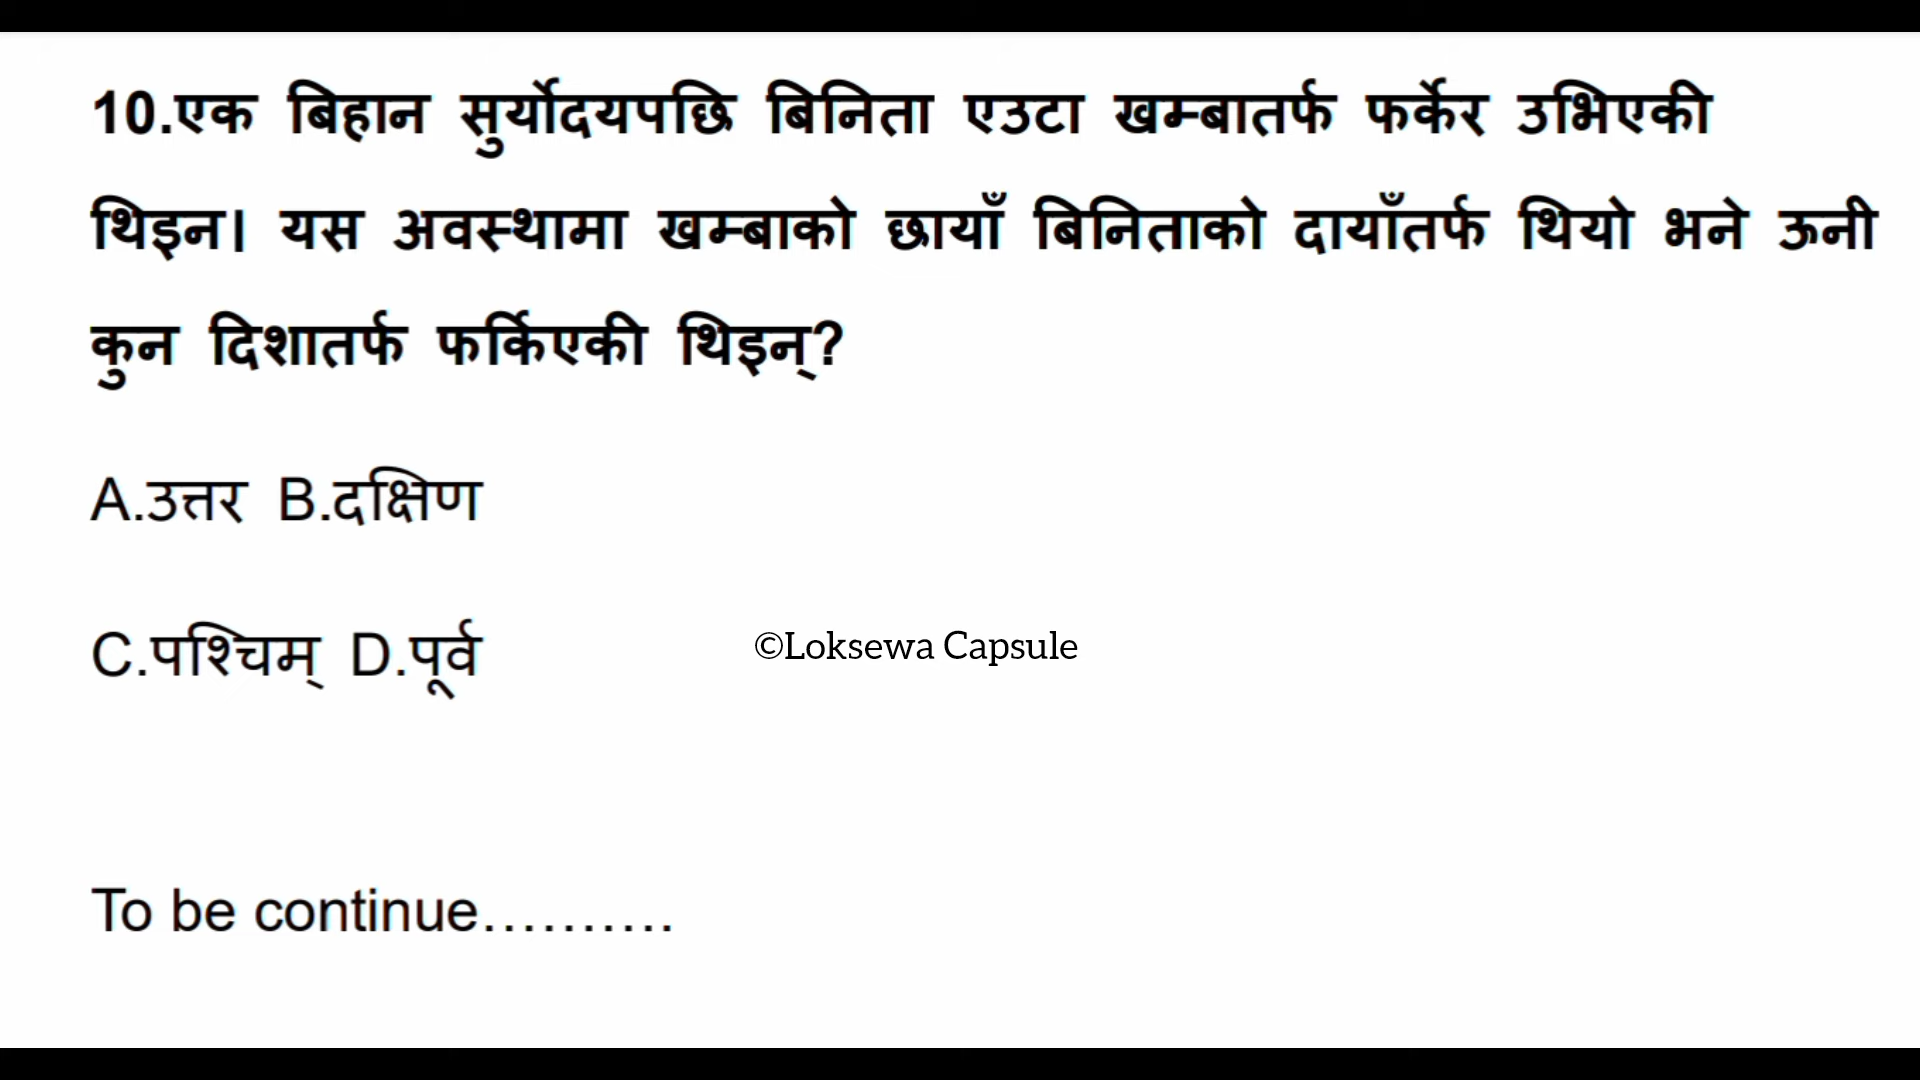 10.एक बिहान सुर्योदयपछि बिनिता एउटा खम्बातर्फ फर्केर उभिएकी
थिइन। यस अवस्थामा खम्बाको छायाँ बिनिताको दायाँतर्फ थियो भने ऊनी
कुन दिशातर्फ फर्किएकी थिइन्?
A.उत्तर B.दक्षिण
C.पश्चिम् D.पूर्व
©Loksewa Capsule
To be continue..........